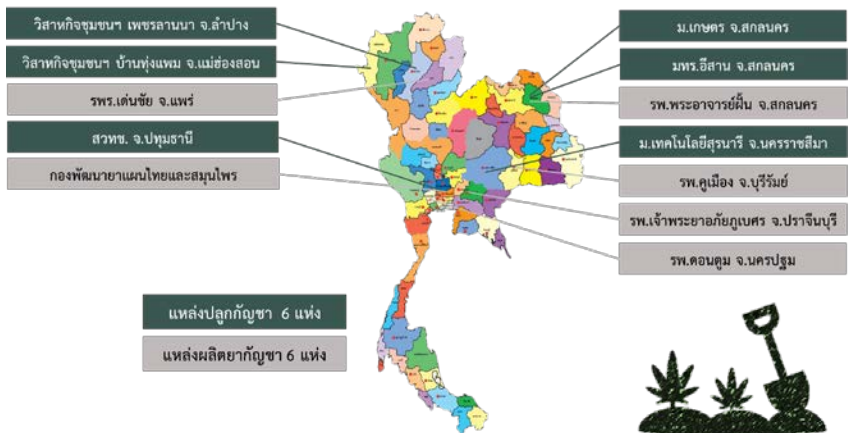 วิสาหกิจชุมชนฯ เพชรลานนา จ.ลำปาง
วิสาหกิจชุมชนฯ บ้านทุ่งแพม จ.แม่ฮ่องสอน
รพร.เด่นชัย จ.แพร่
สวทช. จ.ปทุมธานี
กองพัฒนายาแผนไทยและสมุนไพร
ม.เกษตร จ.สกลนคร
มทร.อีสาน จ.สกลนคร
รพ.พระอาจารย์ฝั้น จ.สกลนคร
ม.เทคโนโลยีสุรนารี จ.นครราชสีมา
รพ.คูเมือง จ.บุรีรัมย์
รพ.เจ้าพระยาอภัยภูเบศร จ.ปราจีนบุรี
รพ.ดอนตูม จ.นครปฐม
แหล่งปลูกกัญชา 6 แห่ง
แหล่งผลิตยากัญชา 6 แห่ง